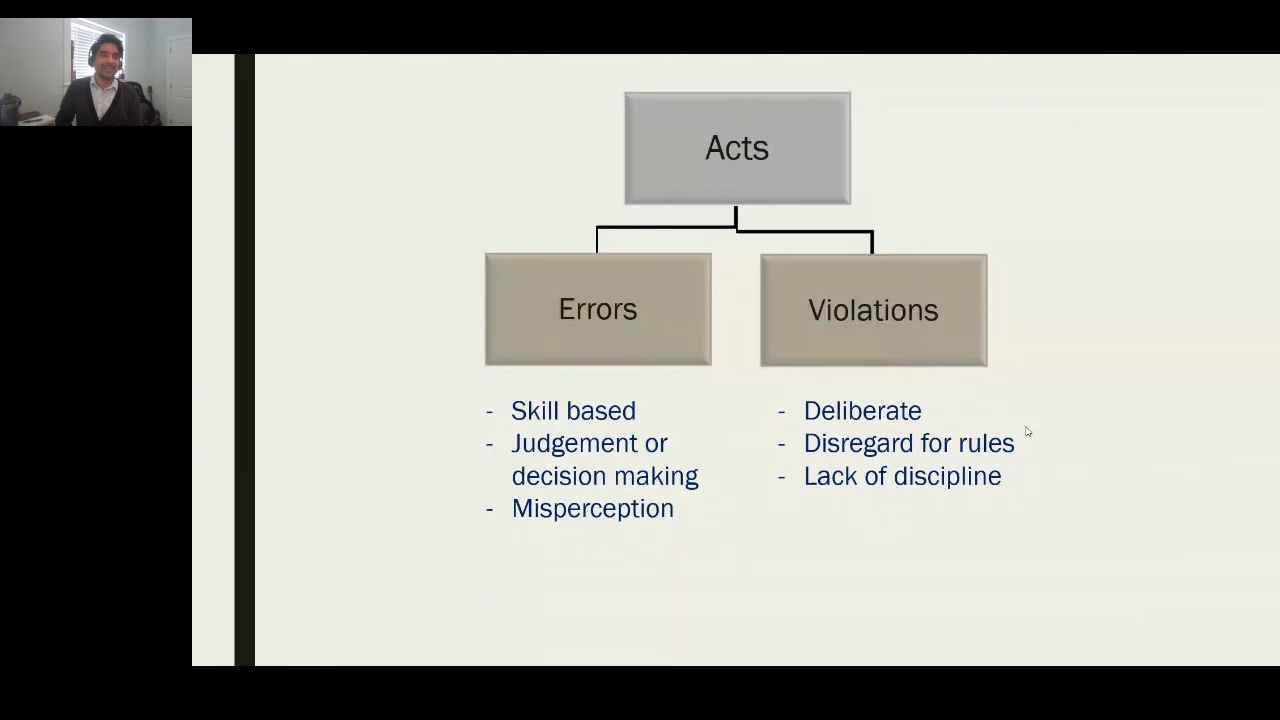 Acts
Errors
Violations
- Skill based
- Judgement or
decision making
- Misperception
- Deliberate
- Disregard for rules
- Lack of discipline